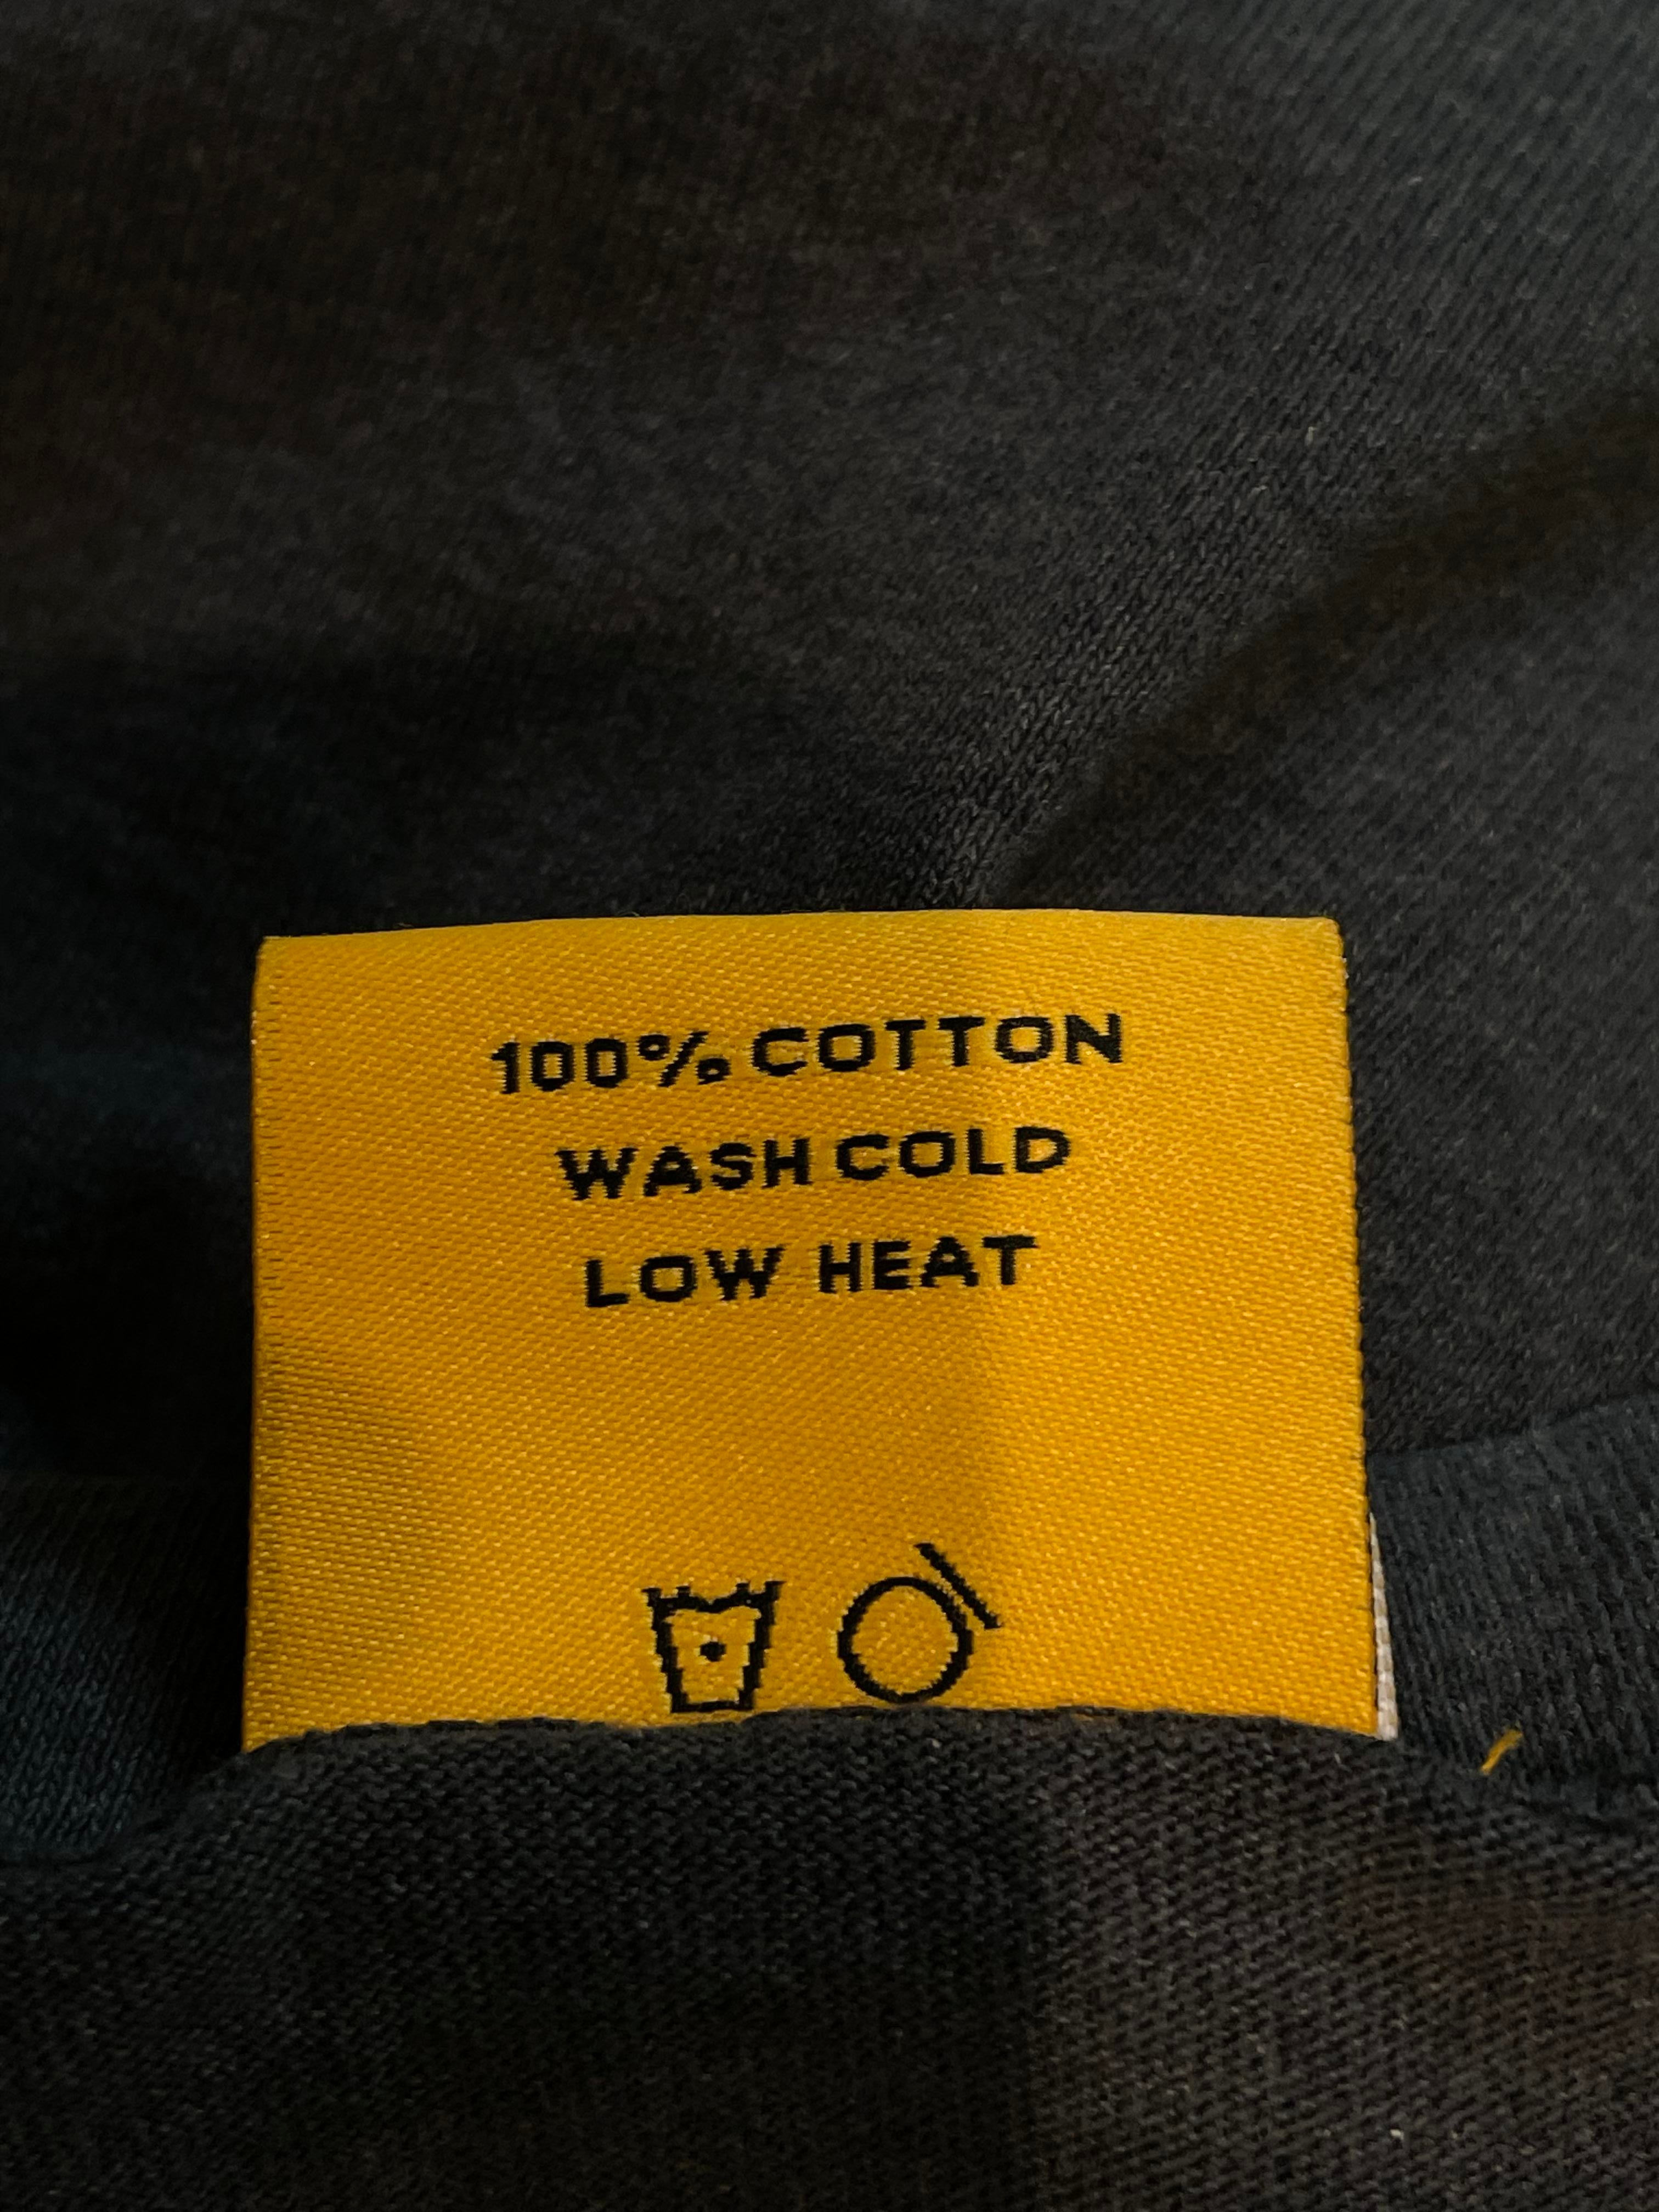 100% COTTON
WASH COLD
LOW HEAT